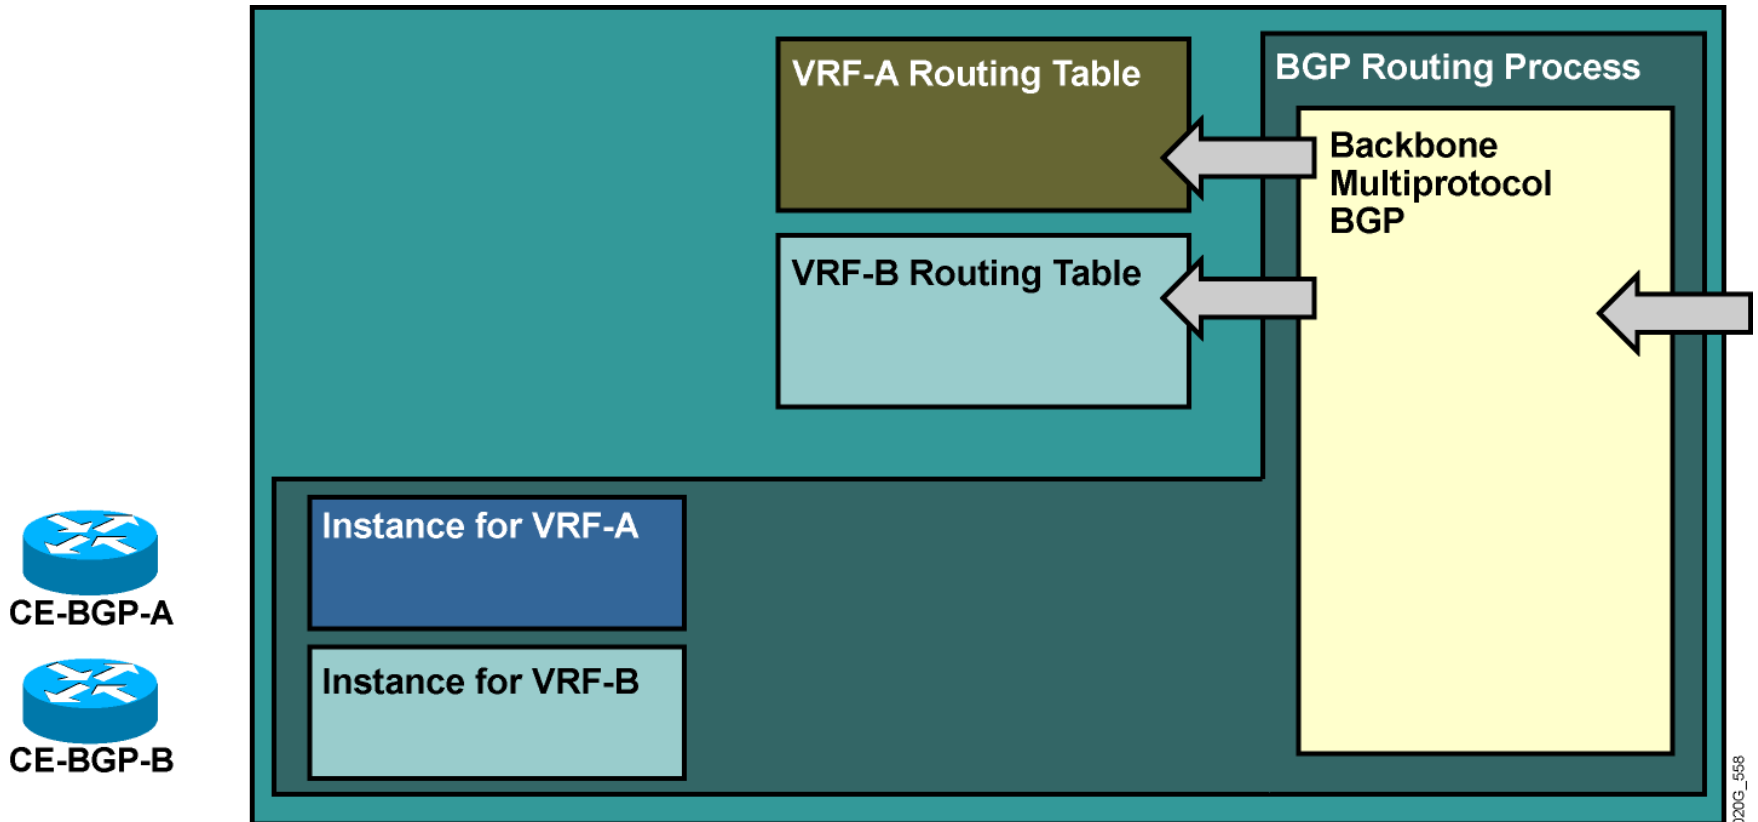 VRF-A Routing Table
BGP Routing Process
Backbone
Multiprotocol
BGP
VRF-B Routing Table
Instance for VRF-A
CE-BGP-A
Instance for VRF-B
CE-BGP-B
020G_558